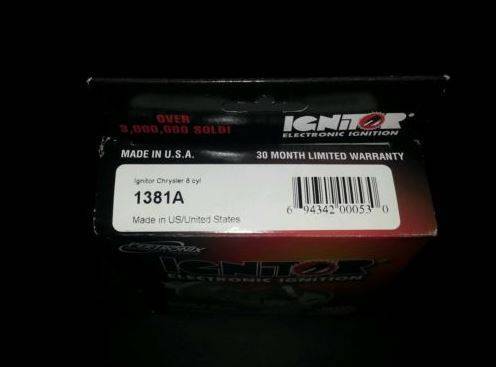 OVER
3,000,000 SOLD!
IGNITOR
ELECTRONIC IGNITION
MADE IN U.S.A.
30 MONTH LIMITED WARRANTY
Ignitor Chrysler 8 cyl
1381A
Made in US/United States
6 94342 00053 0
PERTRONIX
IGNITOR
ELECTRONIC IGNITION